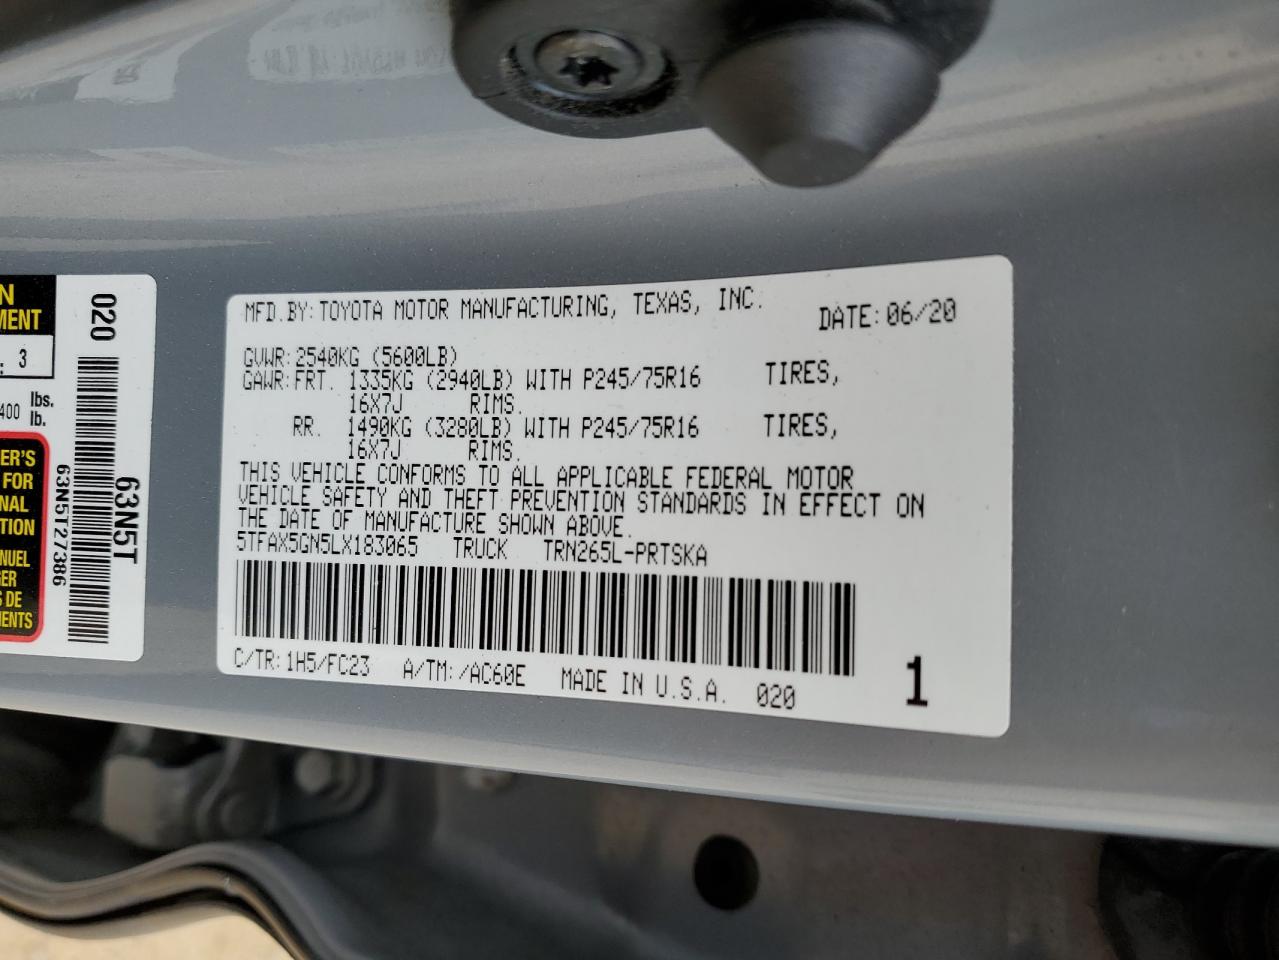 MFD.BY:TOYOTA MOTOR MANUFACTURING, TEXAS, INC. DATE:06/20
GVWR:2540KG (5600LB)
GAWR:FRT. 1335KG (2940LB) WITH P245/75R16 TIRES,
16X7J RIMS.
RR. 1490KG (3280LB) WITH P245/75R16 TIRES,
16X7J RIMS.
THIS VEHICLE CONFORMS TO ALL APPLICABLE FEDERAL MOTOR
VEHICLE SAFETY AND THEFT PREVENTION STANDARDS IN EFFECT ON
THE DATE OF MANUFACTURE SHOWN ABOVE.
5TFAX5GN5LX183065 TRUCK TRN265L-PRTSKA
C/TR:1H5/FC23 A/TM:/AC60E MADE IN U.S.A. 020 1
N
MENT
: 3
400 lbs.
lb.
ER'S
FOR
NAL
TION
NUEL
GER
S DE
MENTS
020
63N5T
63N5T27386